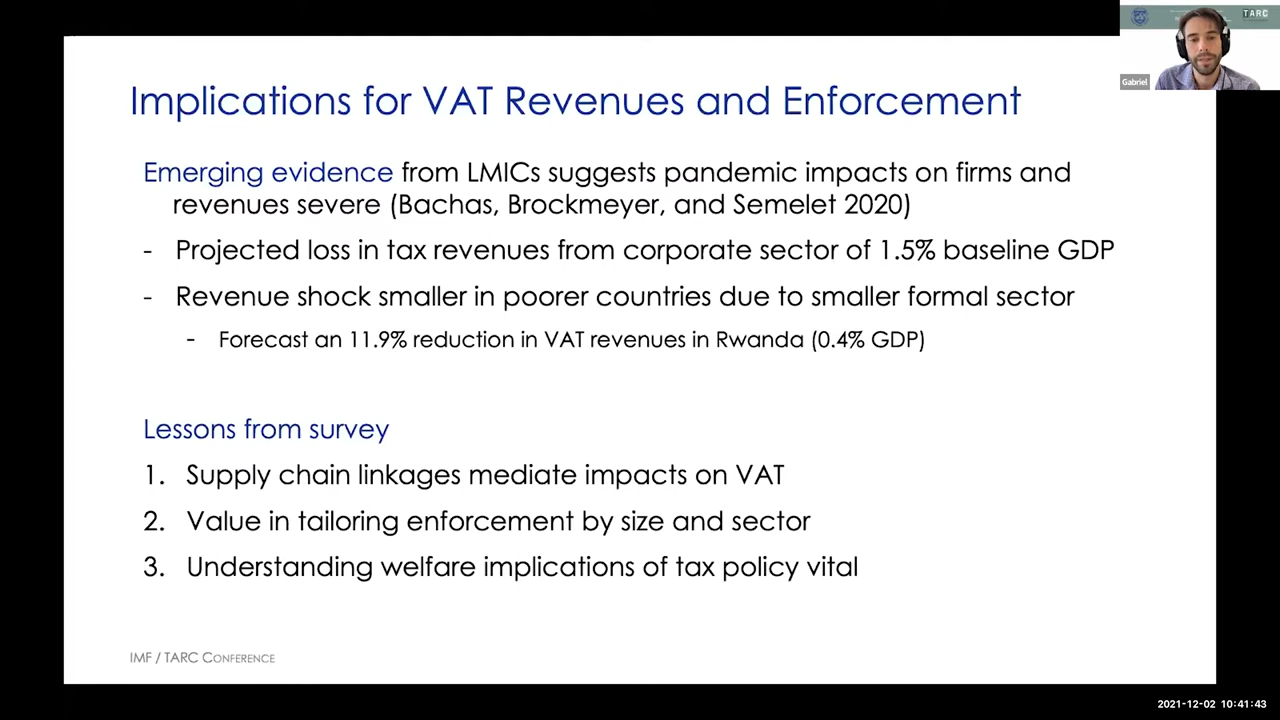 TARC
Gabriel
Implications for VAT Revenues and Enforcement
Emerging evidence from LMICs suggests pandemic impacts on firms and
revenues severe (Bachas, Brockmeyer, and Semelet 2020)
- Projected loss in tax revenues from corporate sector of 1.5% baseline GDP
- Revenue shock smaller in poorer countries due to smaller formal sector
- Forecast an 11.9% reduction in VAT revenues in Rwanda (0.4% GDP)
Lessons from survey
1. Supply chain linkages mediate impacts on VAT
2. Value in tailoring enforcement by size and sector
3. Understanding welfare implications of tax policy vital
IMF / TARC CONFERENCE
2021-12-02 10:41:43